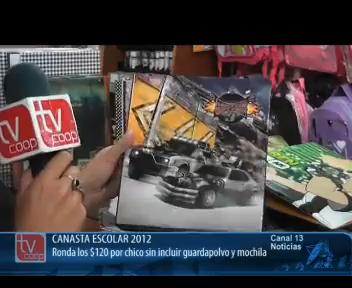 tv
COOP
tv
COOP
tv
COOP
CANASTA ESCOLAR 2012
Ronda los $120 por chico sin incluir guardapolvo y mochila
Canal 13
Noticias